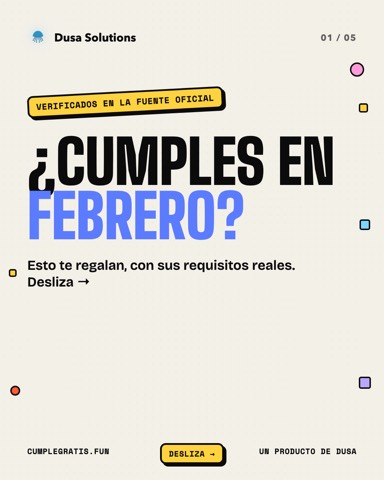 Dusa Solutions
01 / 05
VERIFICADOS EN LA FUENTE OFICIAL
¿CUMPLES EN
FEBRERO?
Esto te regalan, con sus requisitos reales.
Desliza →
CUMPLEGRATIS.FUN
DESLIZA →
UN PRODUCTO DE DUSA